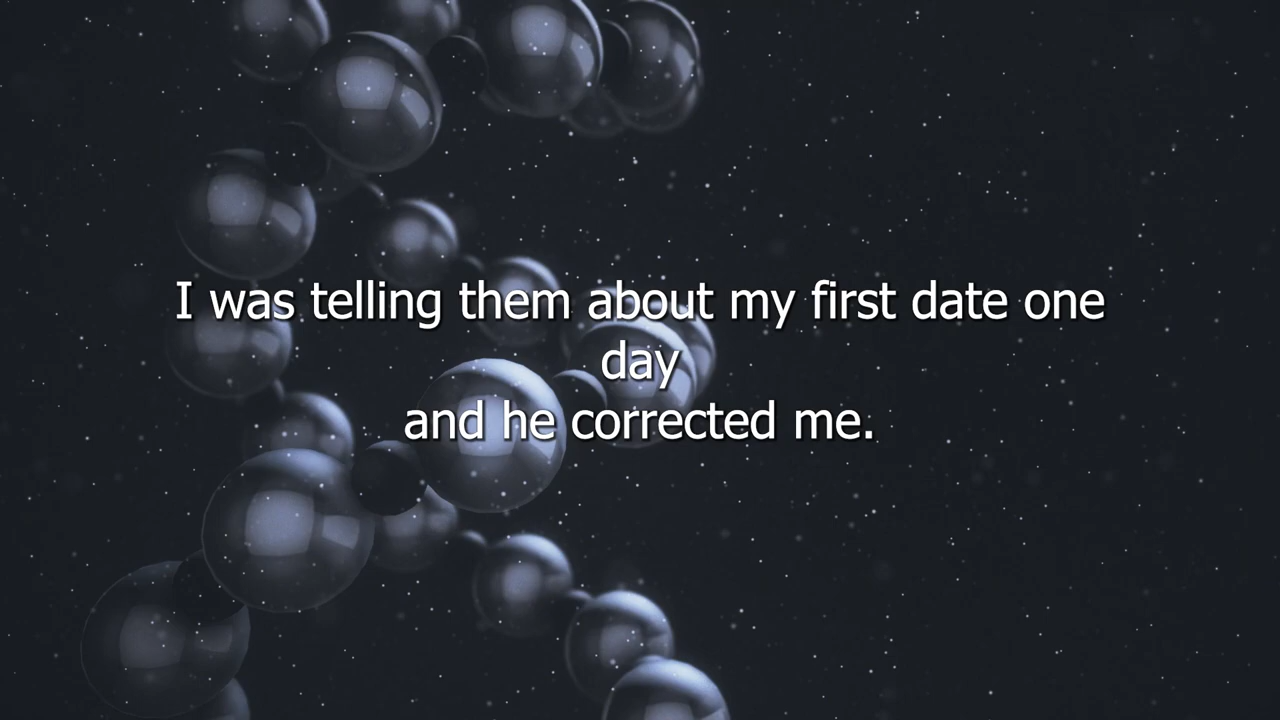 I was telling them about my first date one
day
and he corrected me.